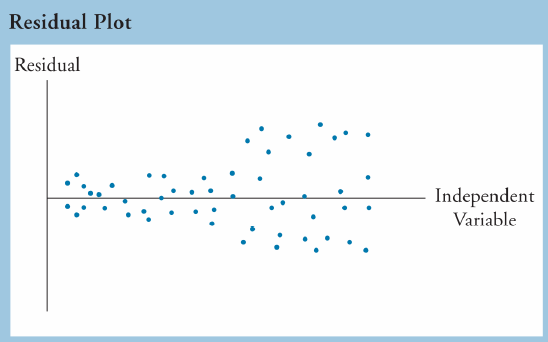 Residual Plot
Residual
Independent
Variable